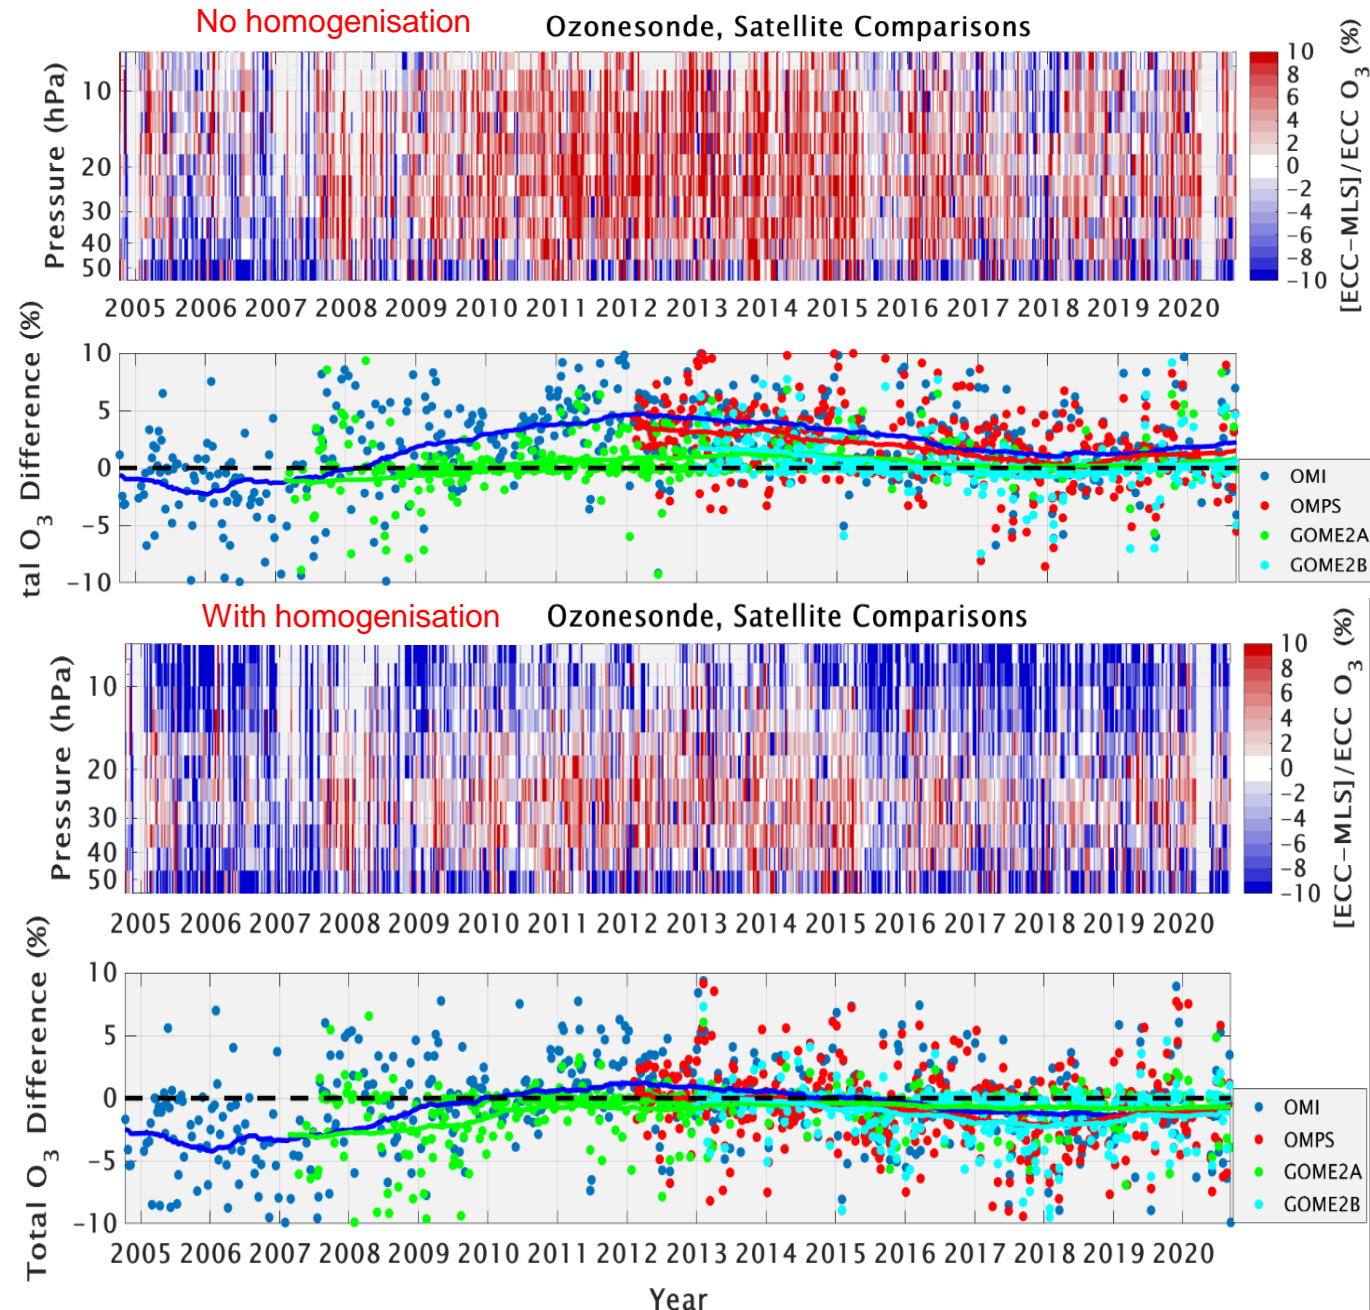 No homogenisation
Ozonesonde, Satellite Comparisons
Pressure (hPa)
10
20
30
40
50
2005 2006 2007 2008 2009 2010 2011 2012 2013 2014 2015 2016 2017 2018 2019 2020
10
8
6
4
2
0
−2
−4
−6
−8
−10
[ECC−MLS]/ECC O3 (%)
tal O3 Difference (%)
10
5
0
−5
−10
OMI
OMPS
GOME2A
GOME2B
With homogenisation
Ozonesonde, Satellite Comparisons
Pressure (hPa)
10
20
30
40
50
2005 2006 2007 2008 2009 2010 2011 2012 2013 2014 2015 2016 2017 2018 2019 2020
10
8
6
4
2
0
−2
−4
−6
−8
−10
[ECC−MLS]/ECC O3 (%)
Total O3 Difference (%)
10
5
0
−5
−10
2005 2006 2007 2008 2009 2010 2011 2012 2013 2014 2015 2016 2017 2018 2019 2020
Year
OMI
OMPS
GOME2A
GOME2B